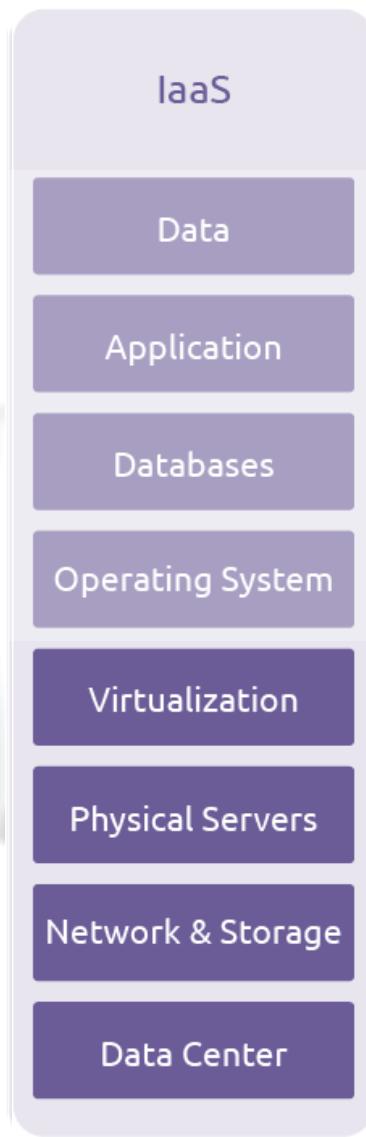 IaaS
Data
Application
Databases
Operating System
Virtualization
Physical Servers
Network & Storage
Data Center